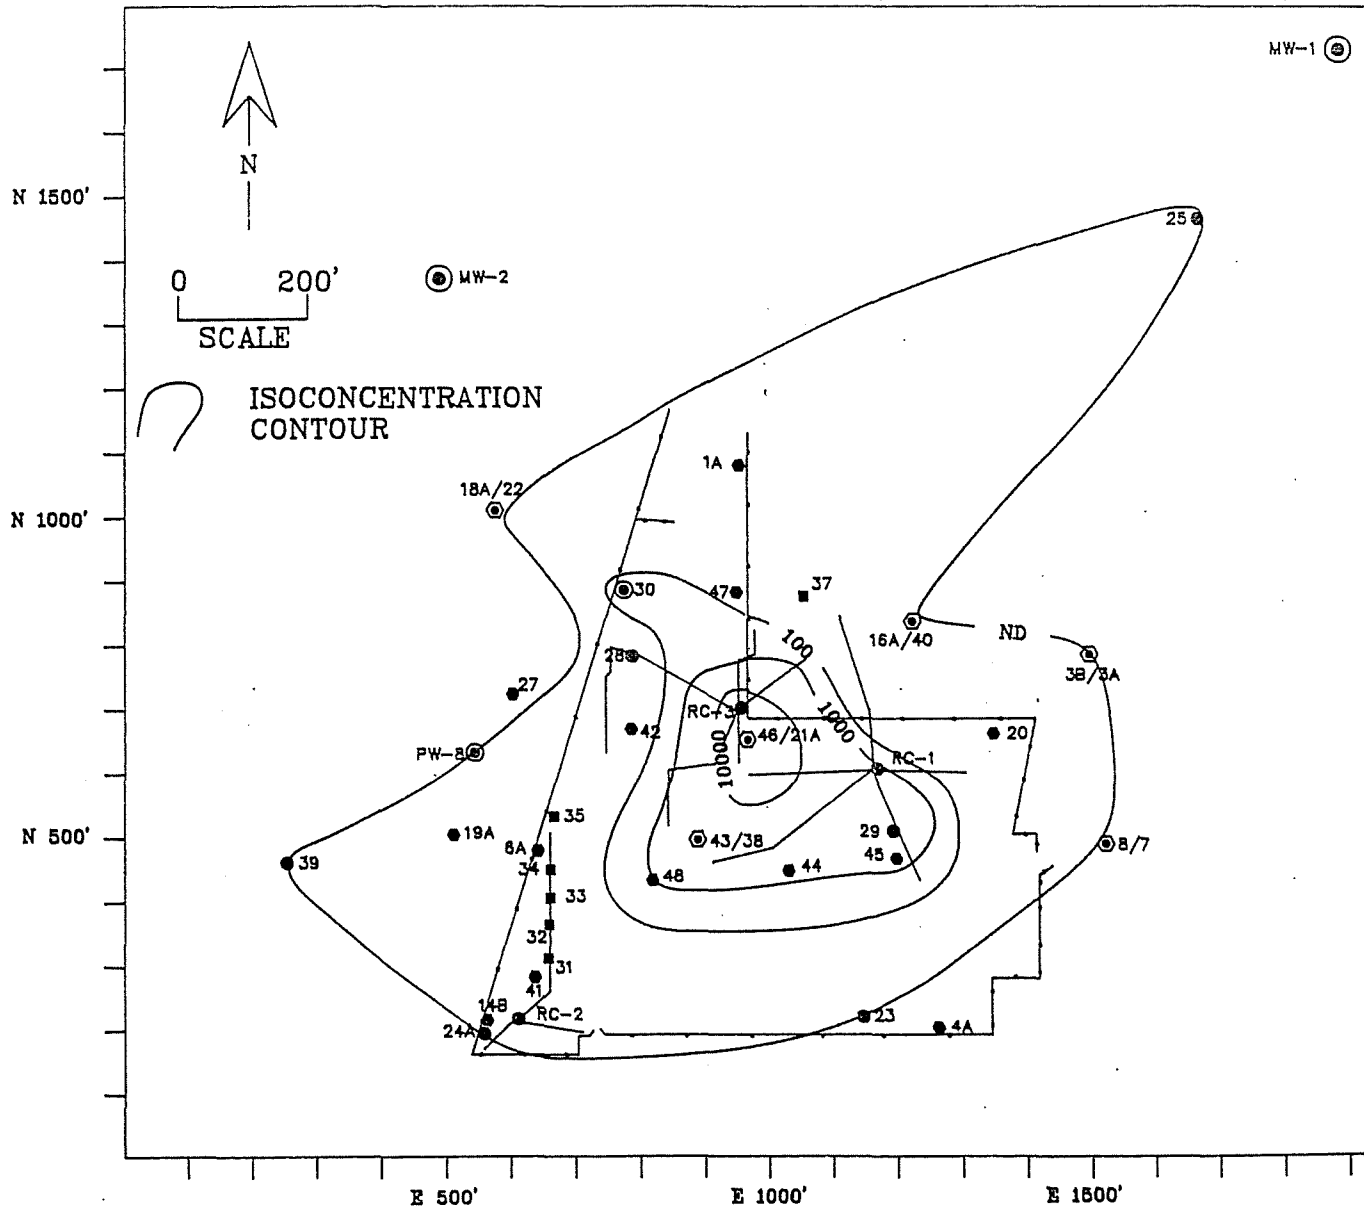 MW-1
N
N 1500'
25
0 200'
MW-2
SCALE
ISOCONCENTRATION
CONTOUR
1A
18A/22
N 1000'
30
47
37
100
16A/40
ND
3B/3A
28
27
RC-3
1000
42
46/21A
20
PW-8
10000
RC-1
35
19A
N 500'
6A
43/38
29
8/7
39
34
44
45
48
33
32
31
41
14B
RC-2
23
24A
4A
E 500'
E 1000'
E 1500'